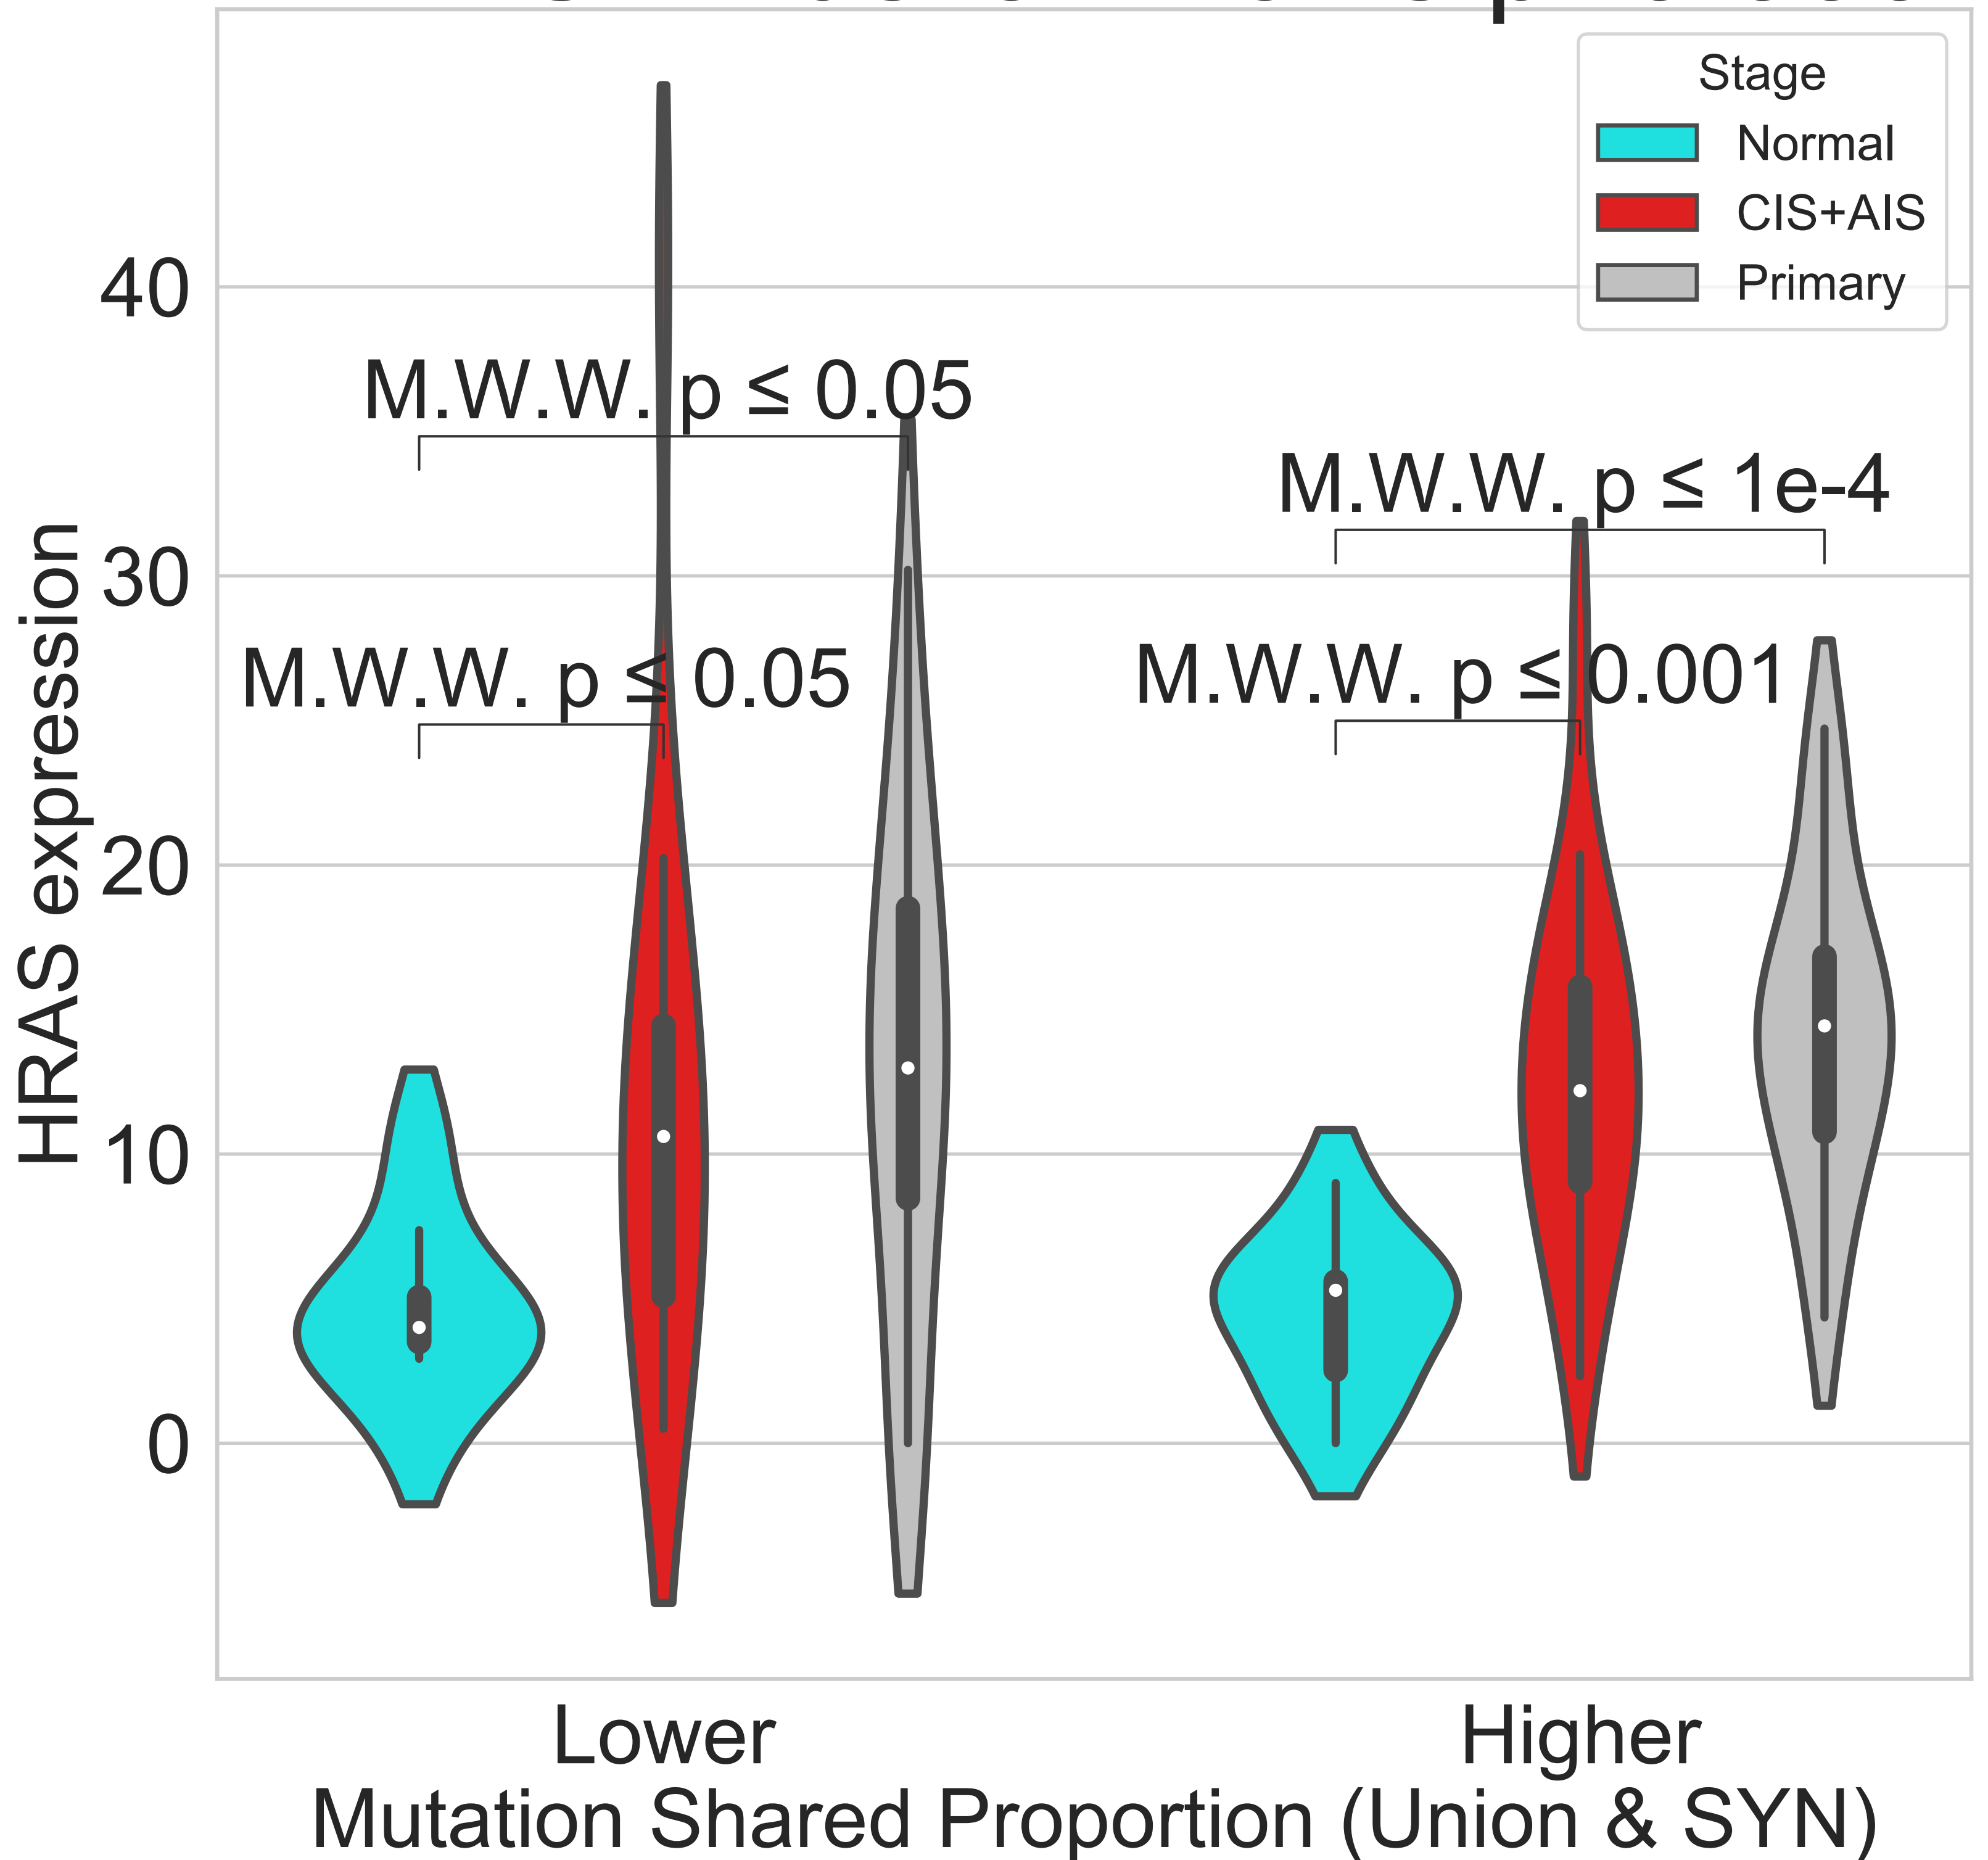 Stage
Normal
CIS+AIS
Primary
40
30
20
10
0
HRAS expression
M.W.W. p ≤ 0.05
M.W.W. p ≤ 1e-4
M.W.W. p ≤ 0.05
M.W.W. p ≤ 0.001
Lower
Higher
Mutation Shared Proportion (Union & SYN)